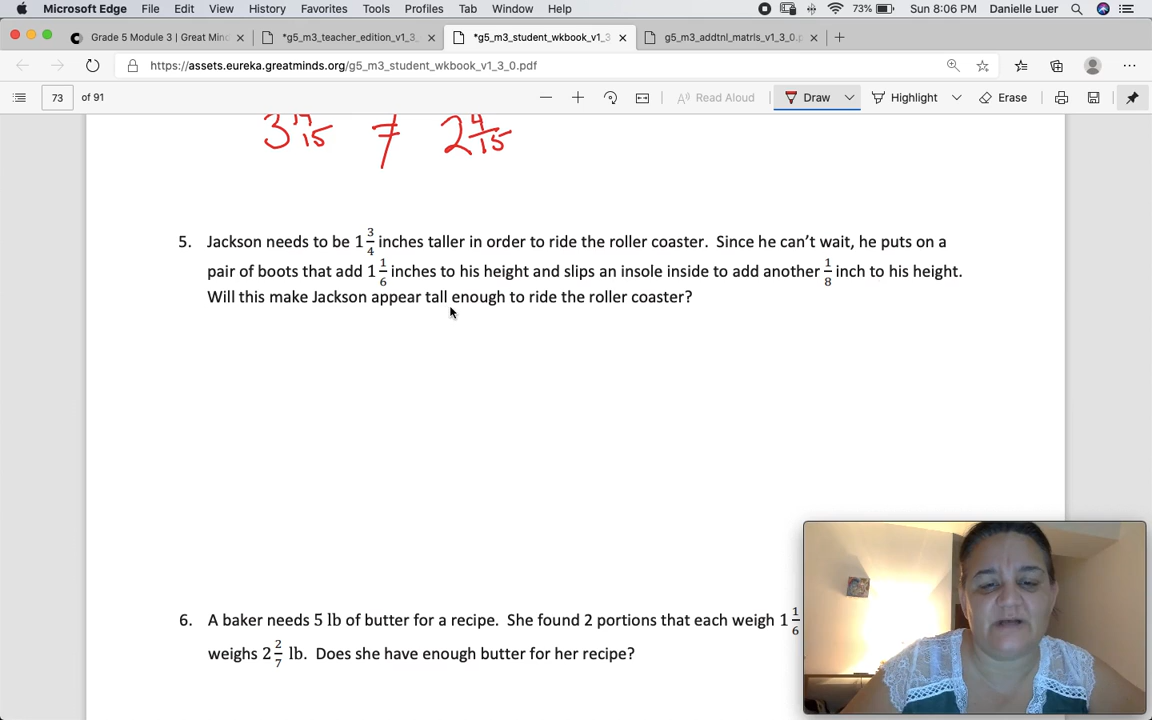 Microsoft Edge File Edit View History Favorites Tools Profiles Tab Window Help 73% Sun 8:06 PM Danielle Luer
Grade 5 Module 3 | Great Min *g5_m3_teacher_edition_v1_3_ *g5_m3_student_wkbook_v1_3 g5_m3_addtnl_matrls_v1_3_0.p
https://assets.eureka.greatminds.org/g5_m3_student_wkbook_v1_3_0.pdf
73 of 91 Read Aloud Draw Highlight Erase
3 14/15 7 2 4/15
5. Jackson needs to be 1 3/4 inches taller in order to ride the roller coaster. Since he can't wait, he puts on a
pair of boots that add 1 1/6 inches to his height and slips an insole inside to add another 1/8 inch to his height.
Will this make Jackson appear tall enough to ride the roller coaster?
6. A baker needs 5 lb of butter for a recipe. She found 2 portions that each weigh 1 1/6
weighs 2 2/7 lb. Does she have enough butter for her recipe?